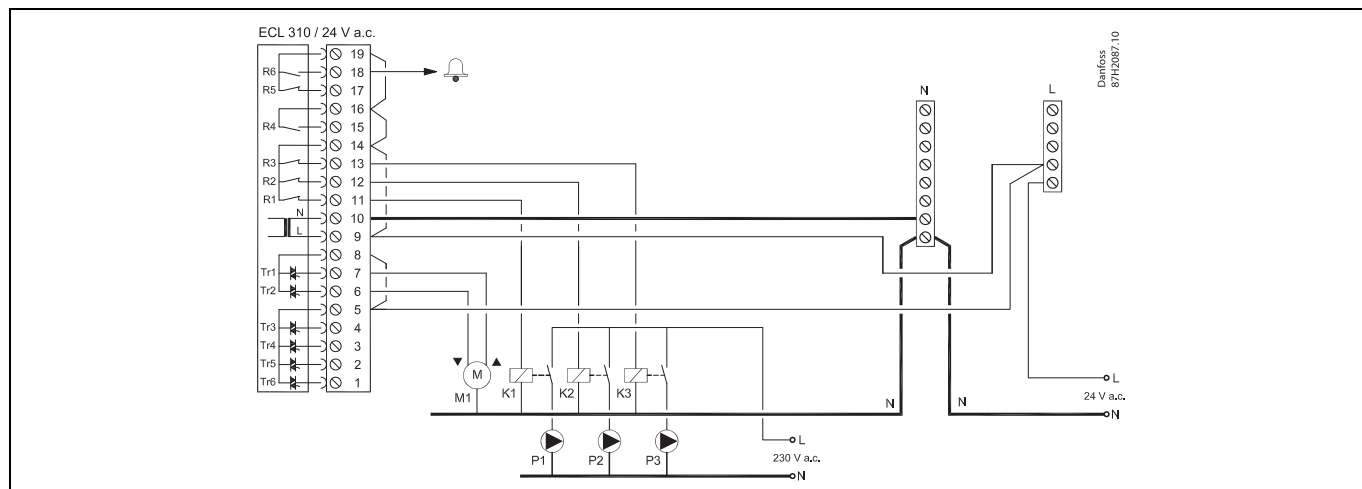 ECL 310 / 24 V a.c.
Danfoss
87H2087.10
19
R6 18
R5 17
16
R4 15
14
R3 13
R2 12
R1 11
N 10
L 9
8
Tr1 7
Tr2 6
5
Tr3 4
Tr4 3
Tr5 2
Tr6 1
N
L
M
M1
K1
K2
K3
N
N
L
24 V a.c.
N
P1
P2
P3
L
230 V a.c.
N